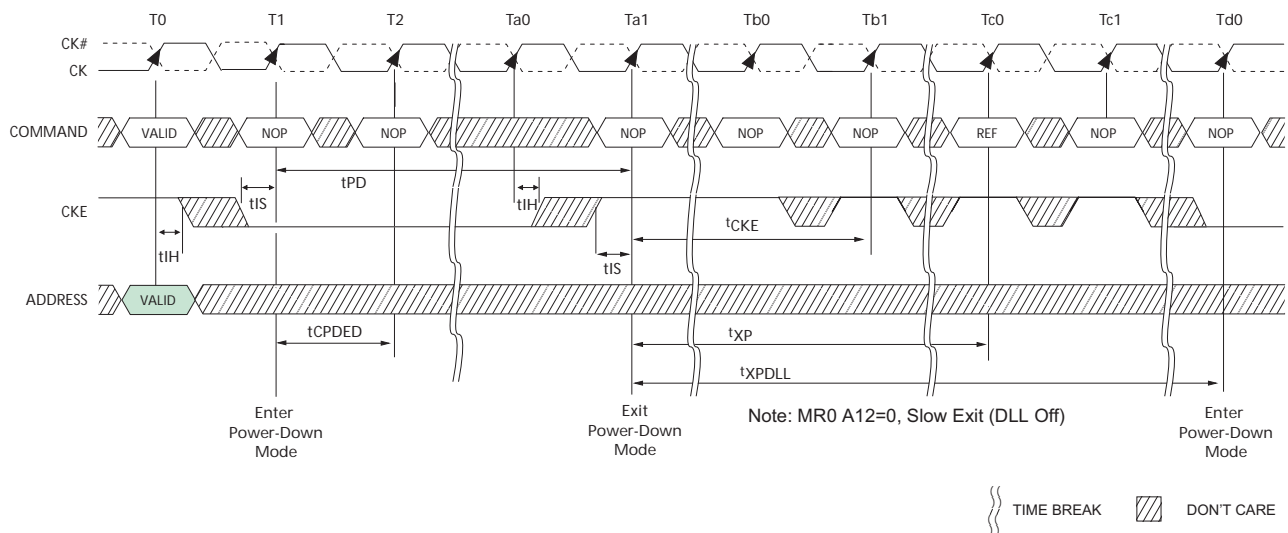 T0 T1 T2 Ta0 Ta1 Tb0 Tb1 Tc0 Tc1 Td0
CK#
CK
COMMAND VALID NOP NOP NOP NOP NOP REF NOP NOP
tPD
CKE tIS tIH tCKE
tIH tIS
ADDRESS VALID
tCPDED tXP
tXPDLL
Enter
Power-Down
Mode
Exit
Power-Down
Mode
Note: MR0 A12=0, Slow Exit (DLL Off)
Enter
Power-Down
Mode
TIME BREAK DON'T CARE